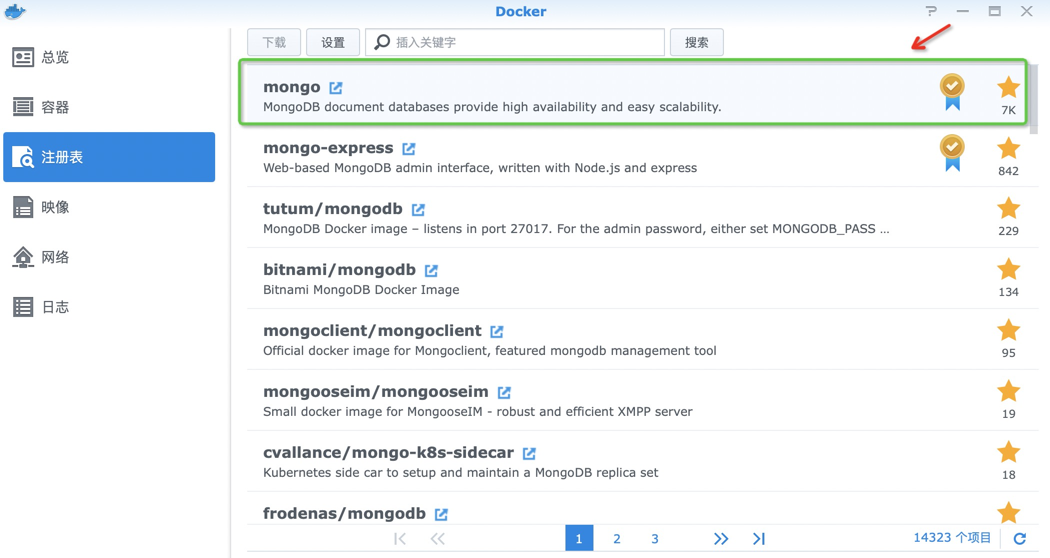 Docker
总览
容器
注册表
映像
网络
日志
下载 设置 插入关键字 搜索
mongo
MongoDB document databases provide high availability and easy scalability.
7K
mongo-express
Web-based MongoDB admin interface, written with Node.js and express
842
tutum/mongodb
MongoDB Docker image – listens in port 27017. For the admin password, either set MONGODB_PASS ...
229
bitnami/mongodb
Bitnami MongoDB Docker Image
134
mongoclient/mongoclient
Official docker image for Mongoclient, featured mongodb management tool
95
mongooseim/mongooseim
Small docker image for MongooseIM - robust and efficient XMPP server
19
cvallance/mongo-k8s-sidecar
Kubernetes side car to setup and maintain a MongoDB replica set
18
frodenas/mongodb
1 2 3 14323 个项目